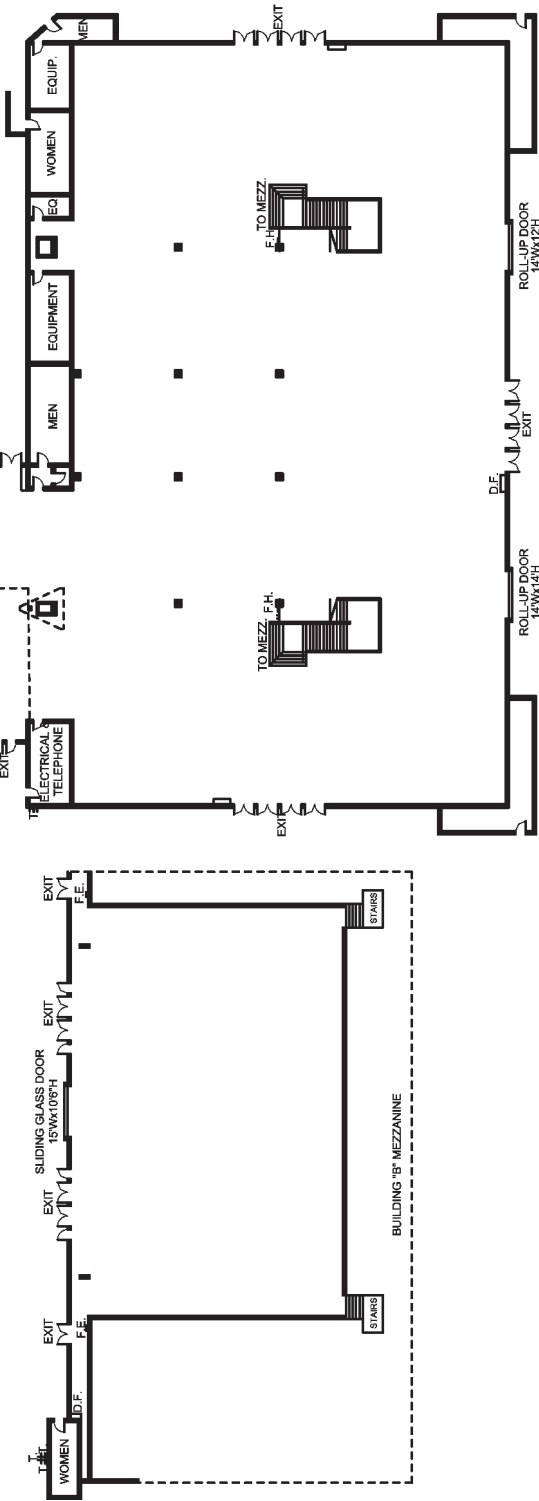 MEN
EXIT
EQUIP.
WOMEN
EQ
TO MEZZ.
F.H.
EQUIPMENT
ROLL-UP DOOR
14'Wx12'H
MEN
EXIT
D.F.
TO MEZZ.
F.H.
ROLL-UP DOOR
14'Wx14'H
EXIT
ELECTRICAL &
TELEPHONE
EXIT
EXIT
F.E.
STAIRS
EXIT
SLIDING GLASS DOOR
15'Wx10'6"H
BUILDING "B" MEZZANINE
EXIT
EXIT
F.E.
STAIRS
D.F.
WOMEN